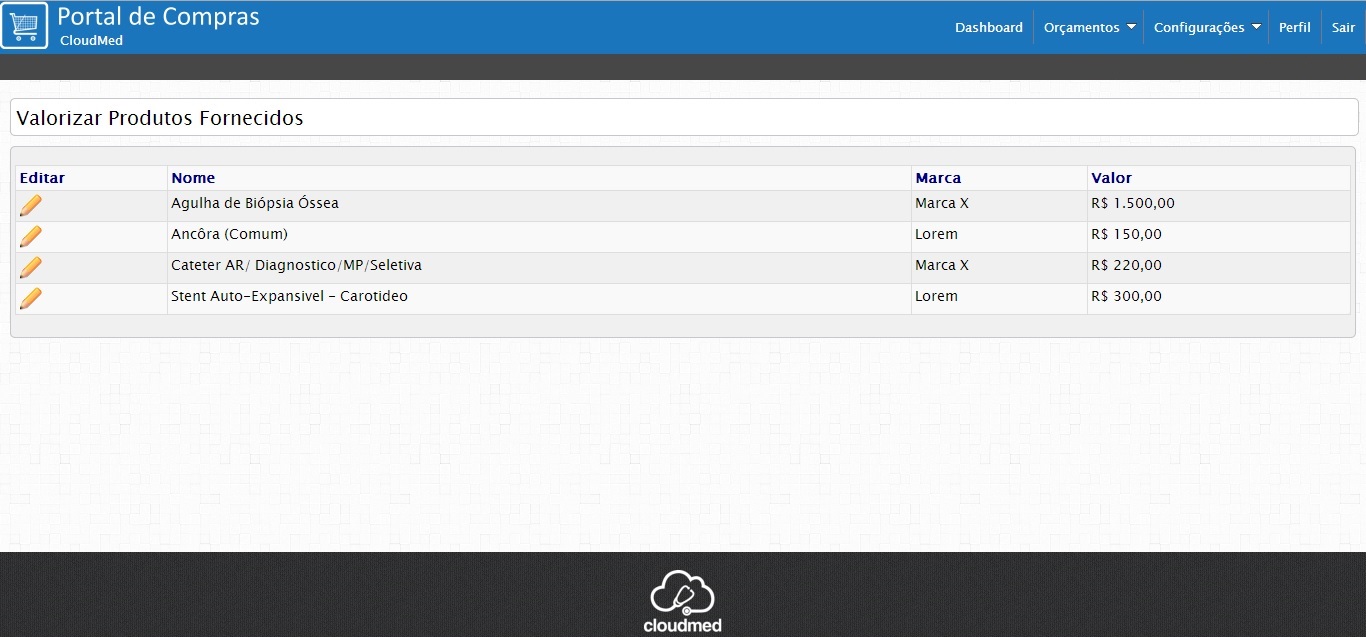 Portal de Compras
CloudMed
Dashboard Orçamentos Configurações Perfil Sair
Valorizar Produtos Fornecidos
Editar Nome Marca Valor
Agulha de Biópsia Óssea Marca X R$ 1.500,00
Ancôra (Comum) Lorem R$ 150,00
Cateter AR/ Diagnostico/MP/Seletiva Marca X R$ 220,00
Stent Auto-Expansivel - Carotideo Lorem R$ 300,00
cloudmed